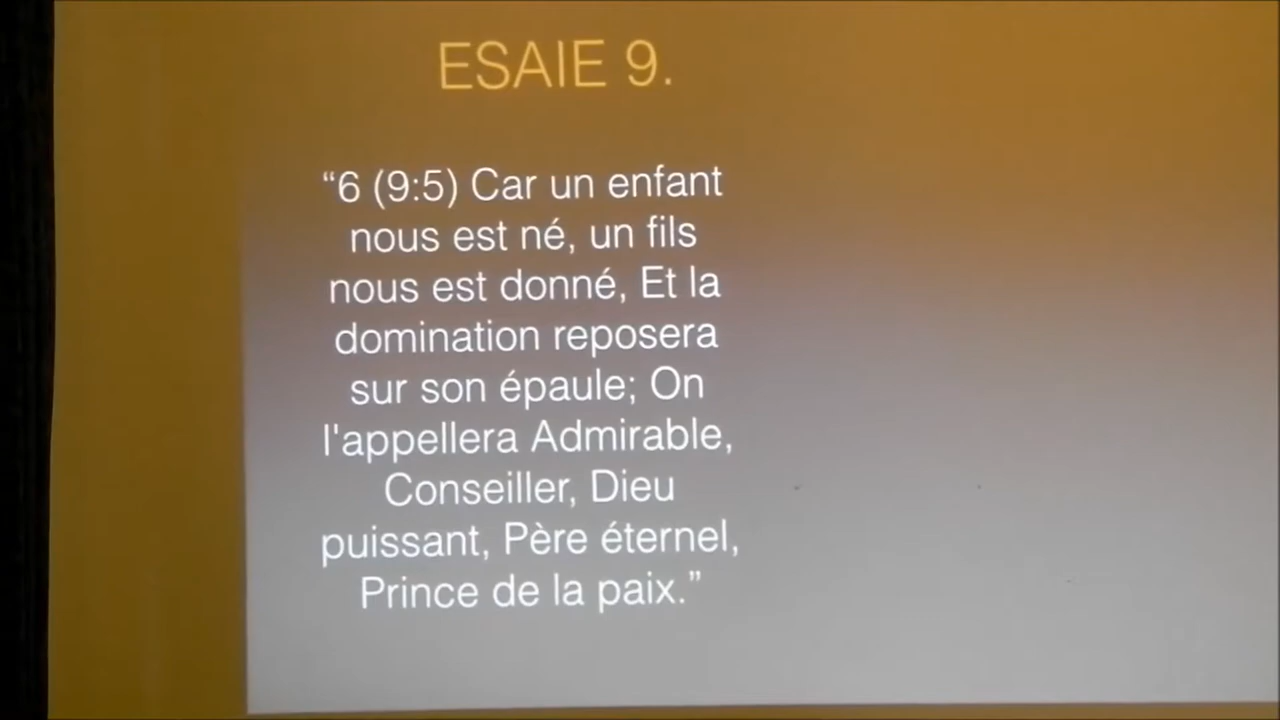 ESAIE 9.
“6 (9:5) Car un enfant
nous est né, un fils
nous est donné, Et la
domination reposera
sur son épaule; On
l'appellera Admirable,
Conseiller, Dieu
puissant, Père éternel,
Prince de la paix.”